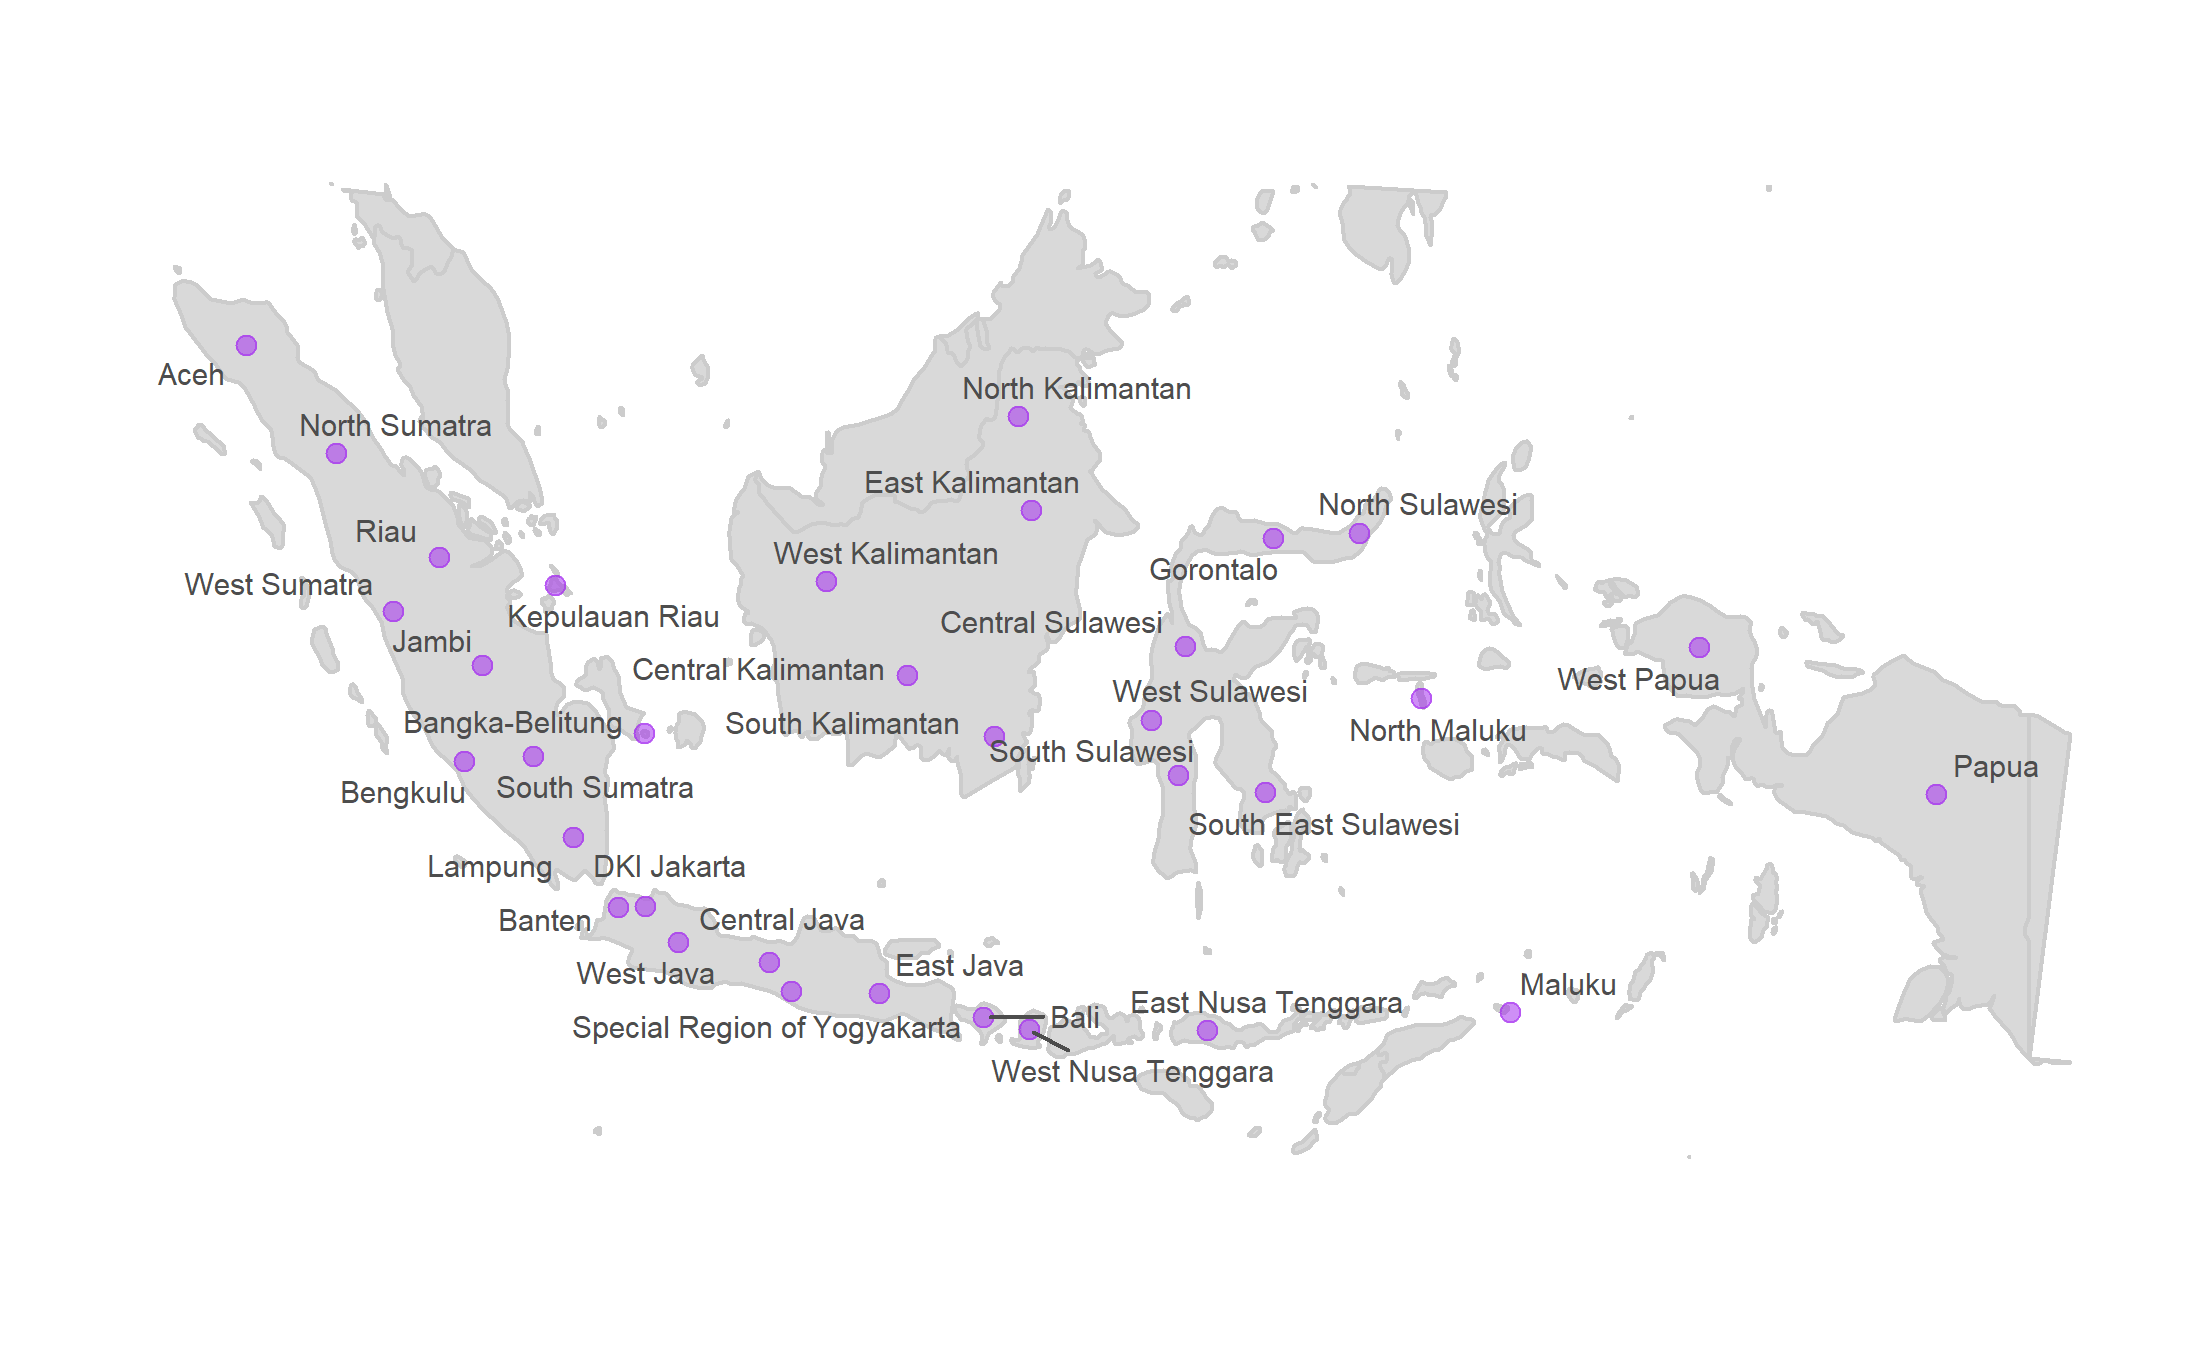 Aceh
North Kalimantan
North Sumatra
East Kalimantan
North Sulawesi
Riau
West Kalimantan
Gorontalo
West Sumatra
Kepulauan Riau
Central Sulawesi
Jambi
Central Kalimantan
West Papua
West Sulawesi
Bangka-Belitung
South Kalimantan
North Maluku
South Sulawesi
Papua
Bengkulu
South Sumatra
South East Sulawesi
Lampung
DKI Jakarta
Banten
Central Java
West Java
East Java
Maluku
East Nusa Tenggara
Bali
Special Region of Yogyakarta
West Nusa Tenggara